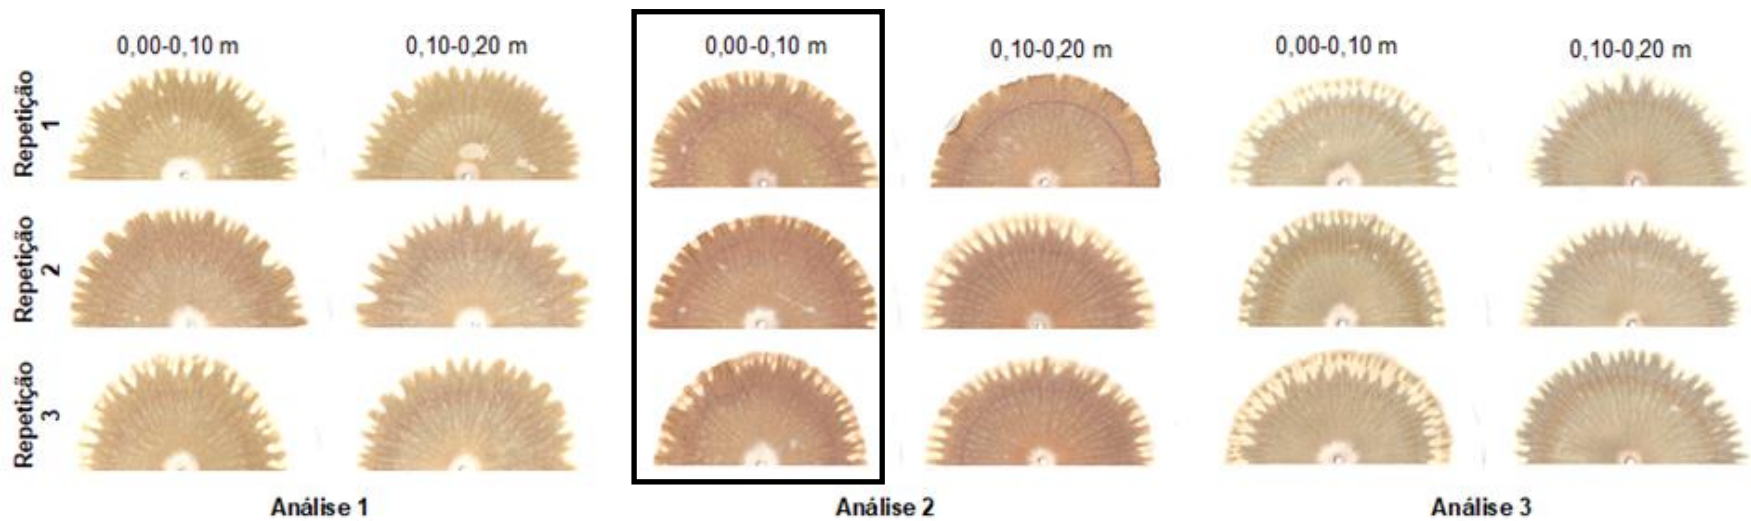 0,00-0,10 m
0,10-0,20 m
0,00-0,10 m
0,10-0,20 m
0,00-0,10 m
0,10-0,20 m
Repetição
1
Repetição
2
Repetição
3
Análise 1
Análise 2
Análise 3